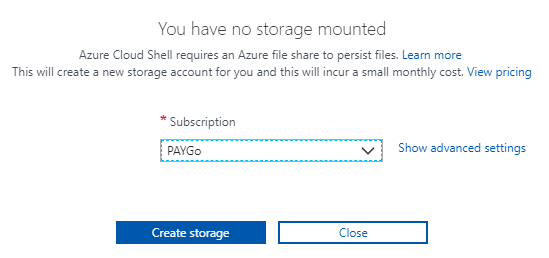 You have no storage mounted
Azure Cloud Shell requires an Azure file share to persist files. Learn more
This will create a new storage account for you and this will incur a small monthly cost. View pricing
* Subscription
PAYGo
Show advanced settings
Create storage
Close